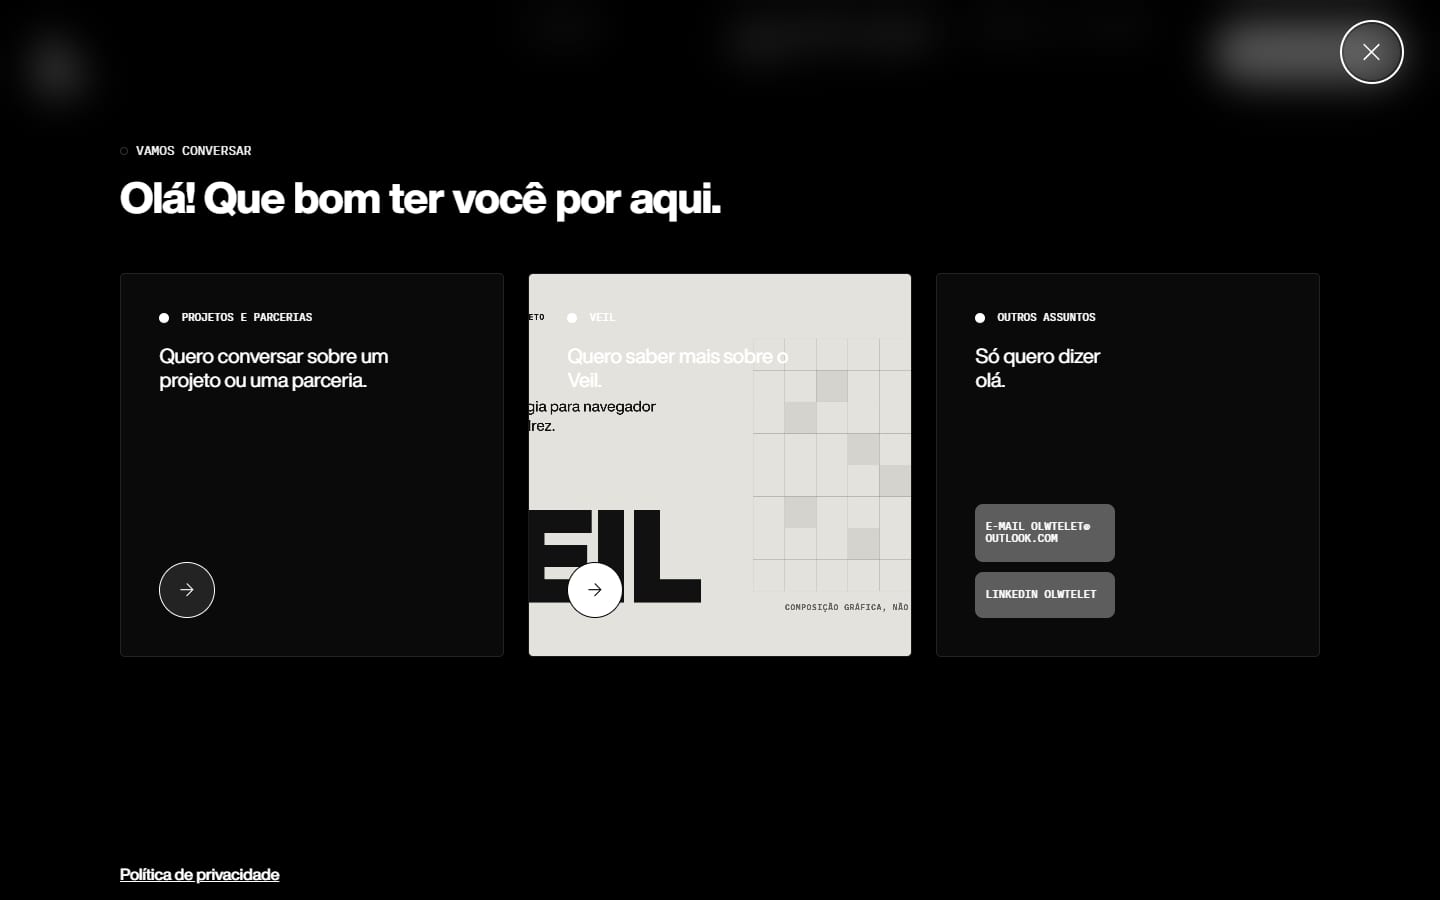 VAMOS CONVERSAR
Olá! Que bom ter você por aqui.
PROJETOS E PARCERIAS
Quero conversar sobre um
projeto ou uma parceria.
ETO
VEIL
Quero saber mais sobre o
Veil.
gia para navegador
drez.
EIL
COMPOSIÇÃO GRÁFICA, NÃO
OUTROS ASSUNTOS
Só quero dizer
olá.
E-MAIL OLWTELET@
OUTLOOK.COM
LINKEDIN OLWTELET
Política de privacidade